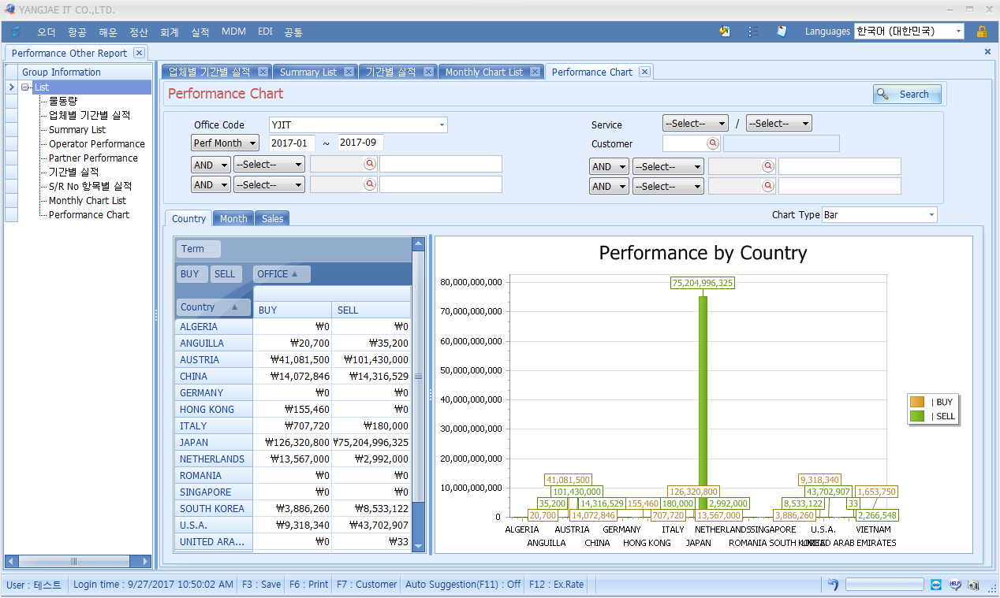 YANGJAE IT CO.,LTD.
오더 항공 해운 정산 회계 실적 MDM EDI 공통 Languages 한국어 (대한민국)
Performance Other Report
Group Information
List
물동량
업체별 기간별 실적
Summary List
Operator Performance
Partner Performance
기간별 실적
S/R No 항목별 실적
Monthly Chart List
Performance Chart
업체별 기간별 실적 Summary List 기간별 실적 Monthly Chart List Performance Chart
Performance Chart Search
Office Code YJIT Service --Select-- / --Select--
Perf Month 2017-01 ~ 2017-09 Customer
AND --Select-- AND --Select--
AND --Select-- AND --Select--
Country Month Sales Chart Type Bar
Term
BUY SELL OFFICE
Country BUY SELL
ALGERIA ₩0 ₩0
ANGUILLA ₩20,700 ₩35,200
AUSTRIA ₩41,081,500 ₩101,430,000
CHINA ₩14,072,846 ₩14,316,529
GERMANY ₩0 ₩0
HONG KONG ₩155,460 ₩0
ITALY ₩707,720 ₩180,000
JAPAN ₩126,320,800 ₩75,204,996,325
NETHERLANDS ₩13,567,000 ₩2,992,000
ROMANIA ₩0 ₩0
SINGAPORE ₩0 ₩0
SOUTH KOREA ₩3,886,260 ₩8,533,122
U.S.A. ₩9,318,340 ₩43,702,907
UNITED ARA... ₩0 ₩33
Performance by Country
80,000,000,000
70,000,000,000
60,000,000,000
50,000,000,000
40,000,000,000
30,000,000,000
20,000,000,000
10,000,000,000
0
75,204,996,325
41,081,500 9,318,340
101,430,000 126,320,800 43,702,907 1,653,750
35,200 14,316,529 155,460 180,000 2,992,000 8,533,122 33
20,700 14,072,846 707,720 13,567,000 3,886,260 2,266,548
ALGERIA AUSTRIA GERMANY ITALY NETHERLANDS SINGAPORE U.S.A. VIETNAM
ANGUILLA CHINA HONG KONG JAPAN ROMANIA SOUTH KOREA UNITED ARAB EMIRATES
| BUY
| SELL
User : 테스트 Login time : 9/27/2017 10:50:02 AM F3 : Save F6 : Print F7 : Customer Auto Suggestion(F11) : Off F12 : Ex.Rate HELP